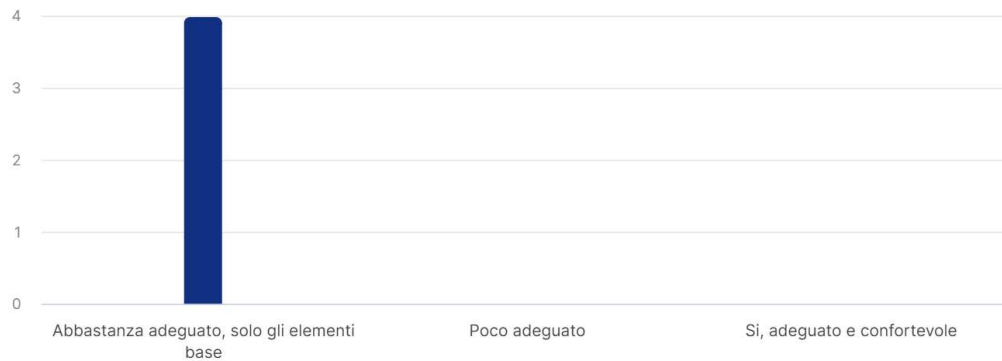 4
3
2
1
0
Abbastanza adeguato, solo gli elementi
base
Poco adeguato
Si, adeguato e confortevole